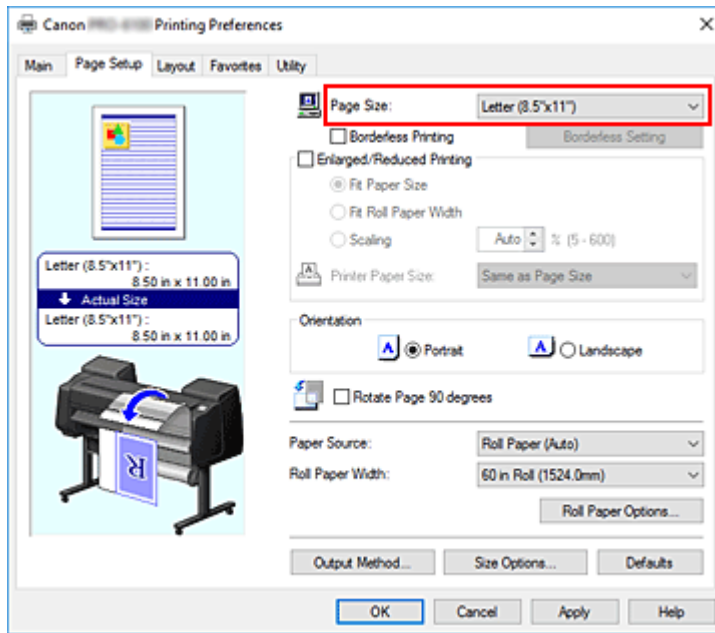 Canon Printing Preferences
Main Page Setup Layout Favorites Utility
Page Size: Letter (8.5"x11")
Borderless Printing Borderless Setting
Enlarged/Reduced Printing
Fit Paper Size
Fit Roll Paper Width
Scaling Auto % (5 - 600)
Printer Paper Size: Same as Page Size
Letter (8.5"x11") :
8.50 in x 11.00 in
Actual Size
Letter (8.5"x11") :
8.50 in x 11.00 in
Orientation
A Portrait A Landscape
Rotate Page 90 degrees
Paper Source: Roll Paper (Auto)
Roll Paper Width: 60 in Roll (1524.0mm)
Roll Paper Options...
R
Output Method... Size Options... Defaults
OK Cancel Apply Help